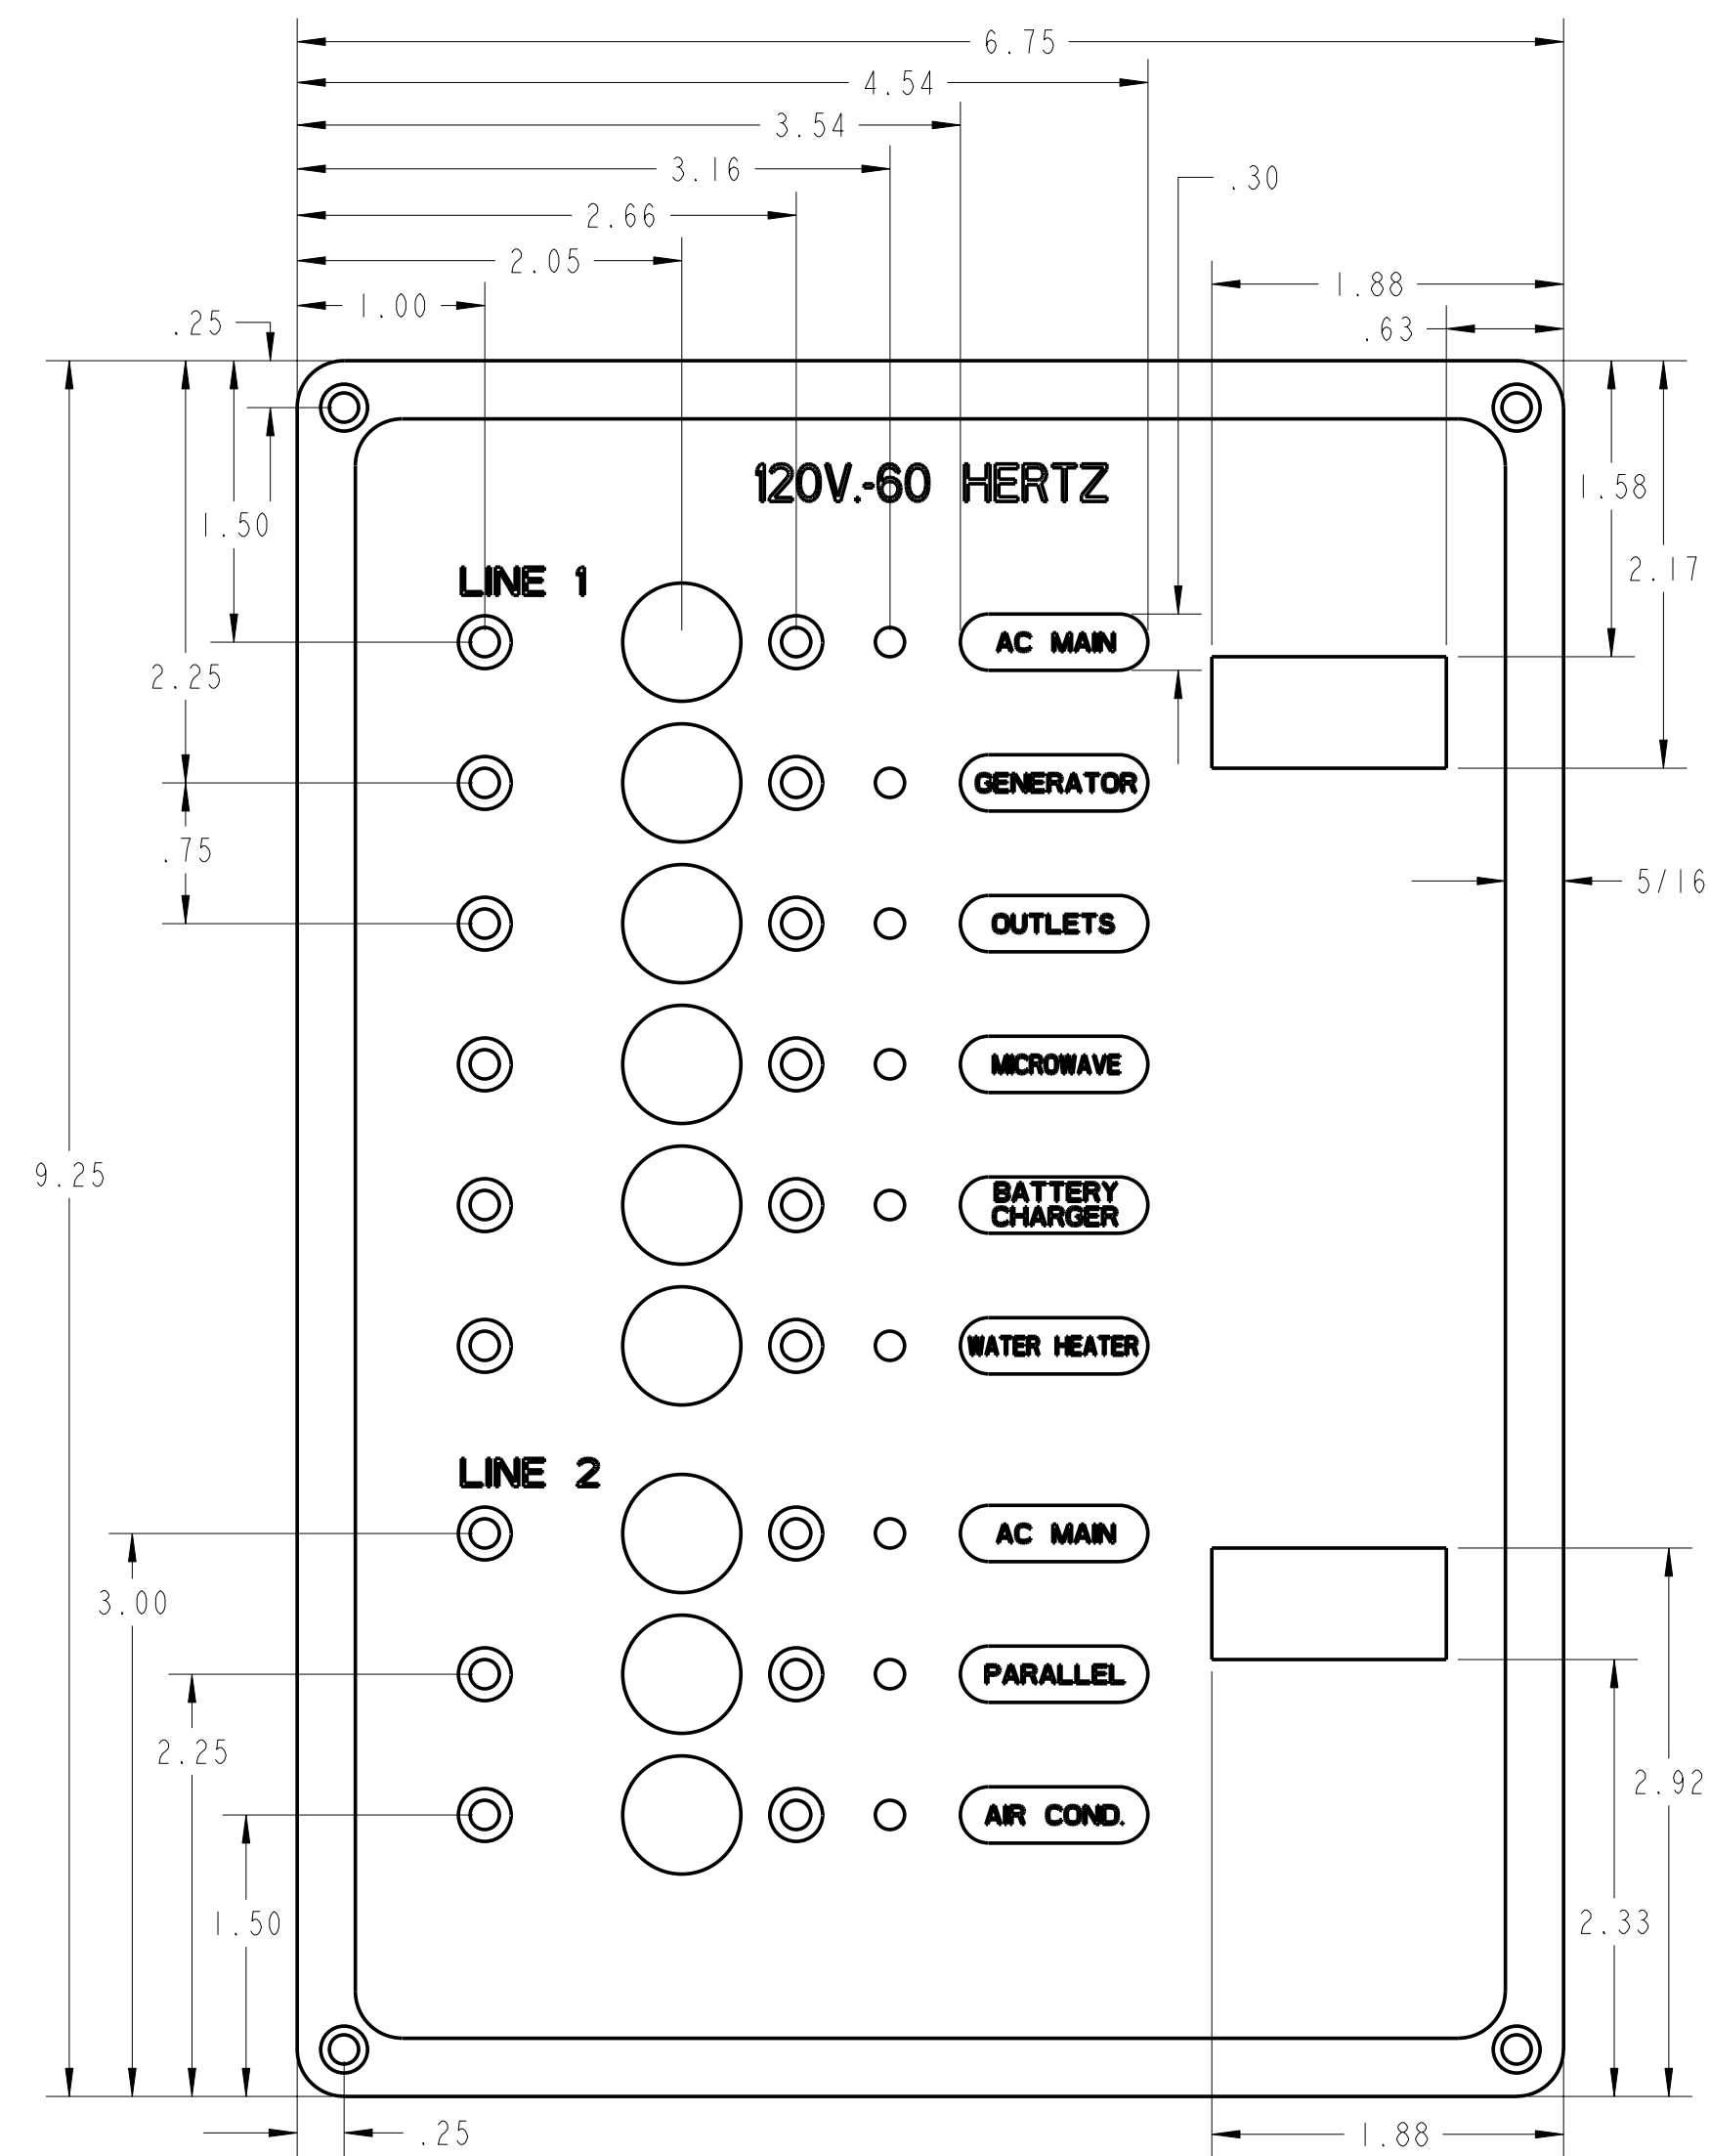 6.75
4.54
3.54
3.16
.30
2.66
2.05
1.88
1.00
.25
.63
120V.-60 HERTZ
1.58
1.50
2.17
LINE 1
AC MAIN
2.25
GENERATOR
.75
5/16
OUTLETS
MICROWAVE
9.25
BATTERY
CHARGER
WATER HEATER
LINE 2
AC MAIN
3.00
PARALLEL
2.25
2.92
AIR COND.
1.50
2.33
.25
1.88